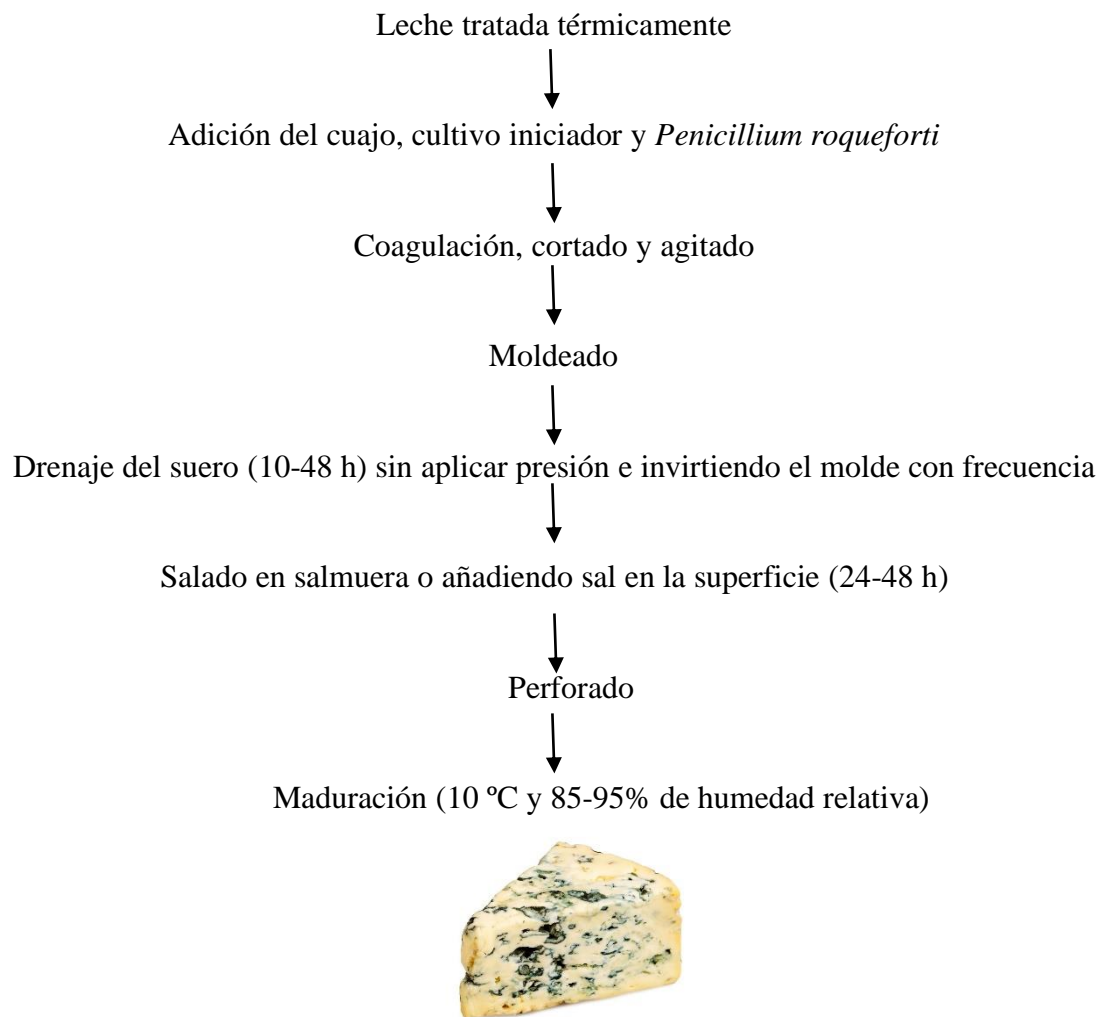 Leche tratada térmicamente
Adición del cuajo, cultivo iniciador y Penicillium roqueforti
Coagulación, cortado y agitado
Moldeado
Drenaje del suero (10-48 h) sin aplicar presión e invirtiendo el molde con frecuencia
Salado en salmuera o añadiendo sal en la superficie (24-48 h)
Perforado
Maduración (10 ºC y 85-95% de humedad relativa)